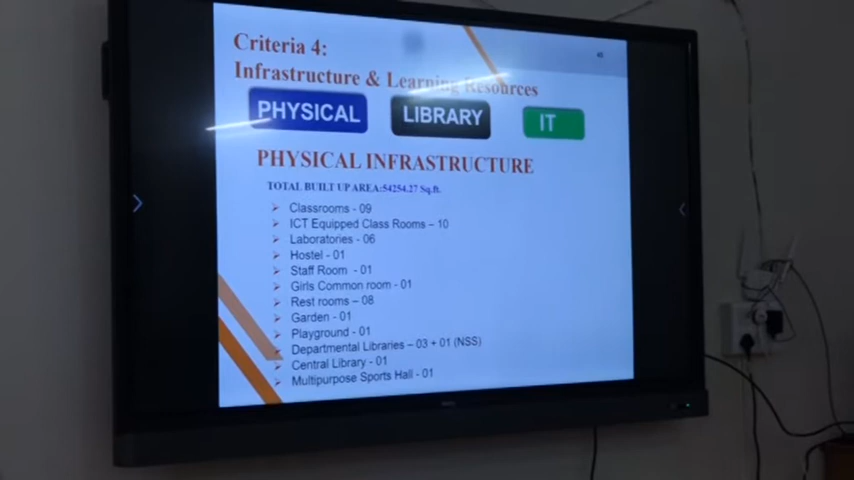 Criteria 4:
Infrastructure & Learning Resources
PHYSICAL LIBRARY IT
PHYSICAL INFRASTRUCTURE
TOTAL BUILT UP AREA:54254.27 Sq.ft.
Classrooms - 09
ICT Equipped Class Rooms – 10
Laboratories - 06
Hostel - 01
Staff Room - 01
Girls Common room - 01
Rest rooms – 08
Garden - 01
Playground - 01
Departmental Libraries – 03 + 01 (NSS)
Central Library - 01
Multipurpose Sports Hall - 01